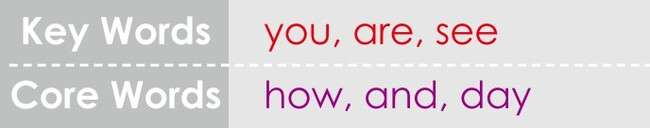 Key Words you, are, see
Core Words how, and, day